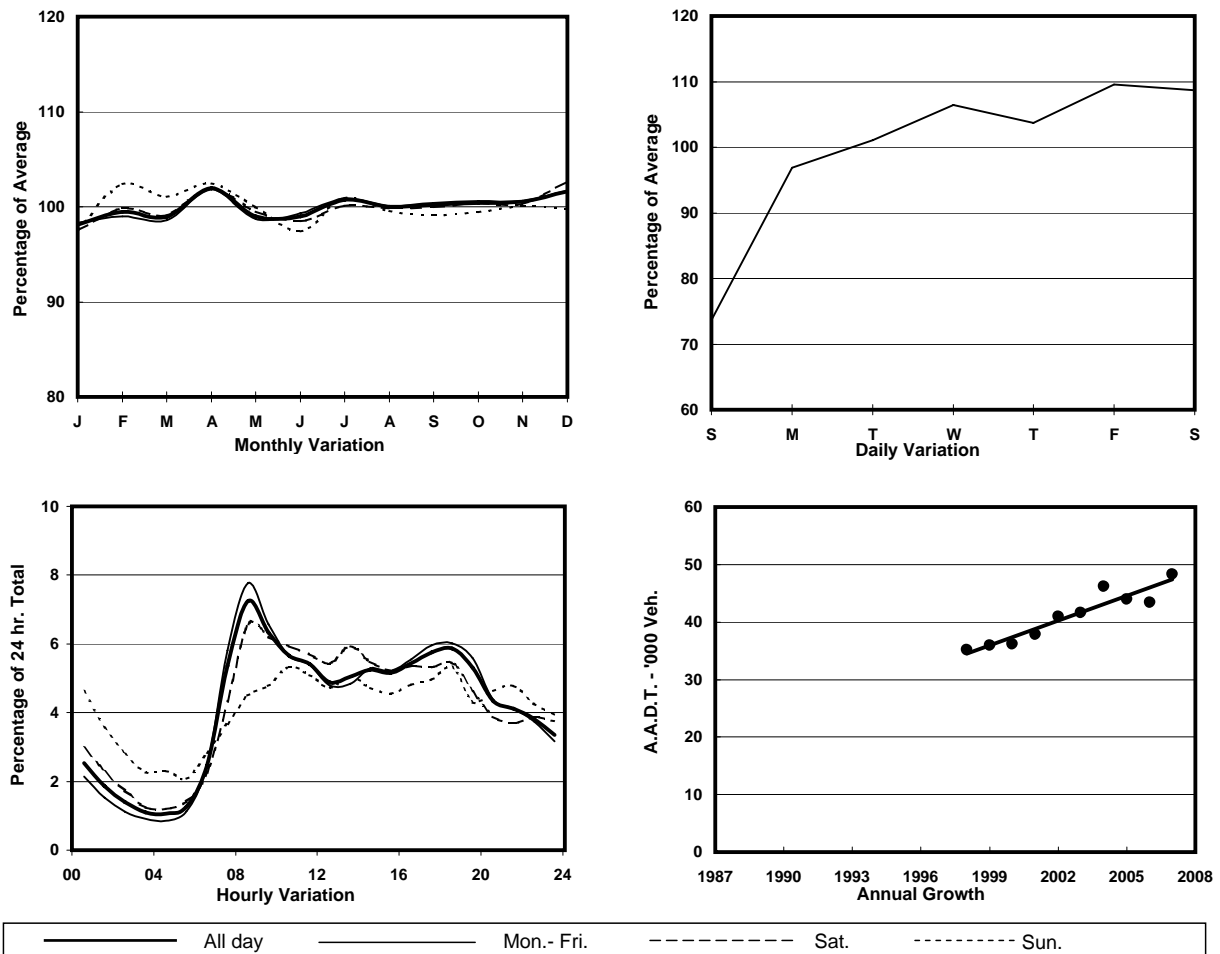 Percentage of Average
120
110
100
90
80
J F M A M J J A S O N D
Monthly Variation
Percentage of Average
120
110
100
90
80
70
60
S M T W T F S
Daily Variation
Percentage of 24 hr. Total
10
8
6
4
2
0
00 04 08 12 16 20 24
Hourly Variation
A.A.D.T. - '000 Veh.
60
50
40
30
20
10
0
1987 1990 1993 1996 1999 2002 2005 2008
Annual Growth
All day Mon.- Fri. Sat. Sun.